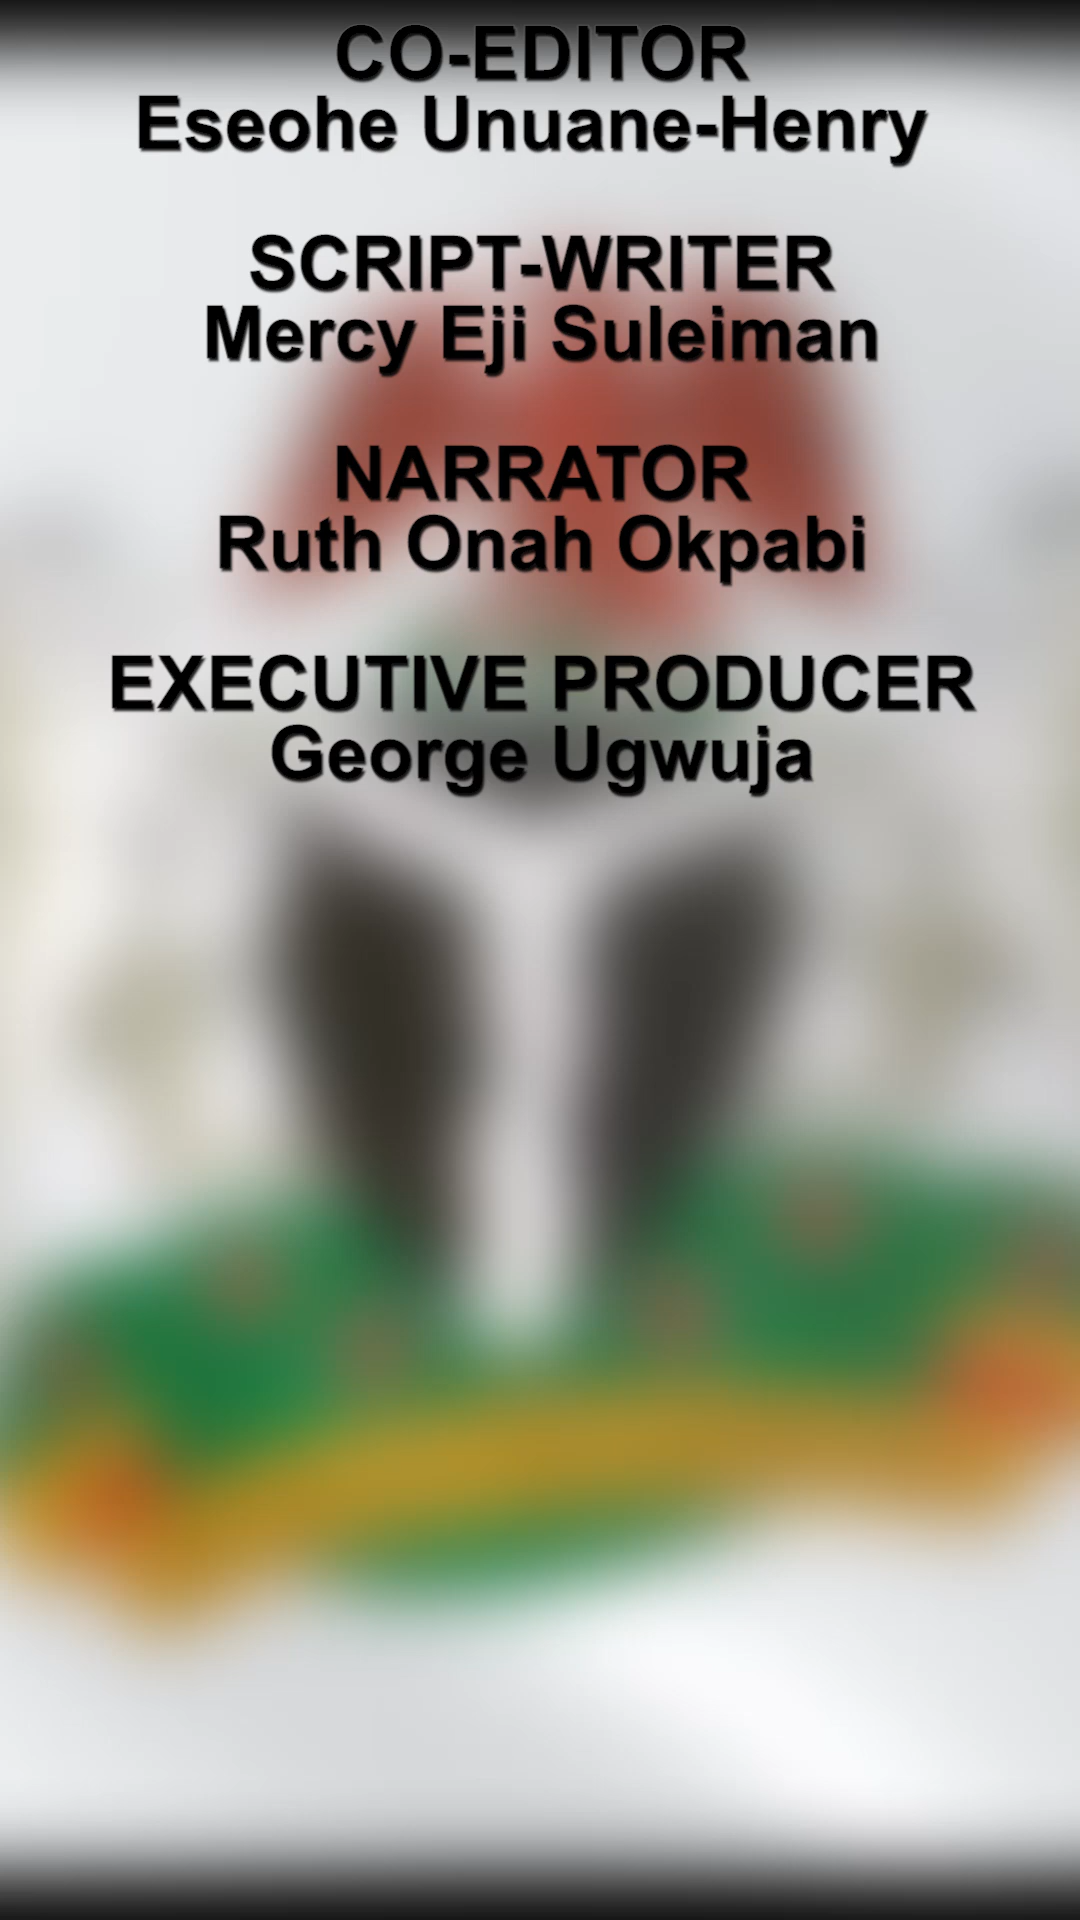 CO-EDITOR
Eseohe Unuane-Henry
SCRIPT-WRITER
Mercy Eji Suleiman
NARRATOR
Ruth Onah Okpabi
EXECUTIVE PRODUCER
George Ugwuja